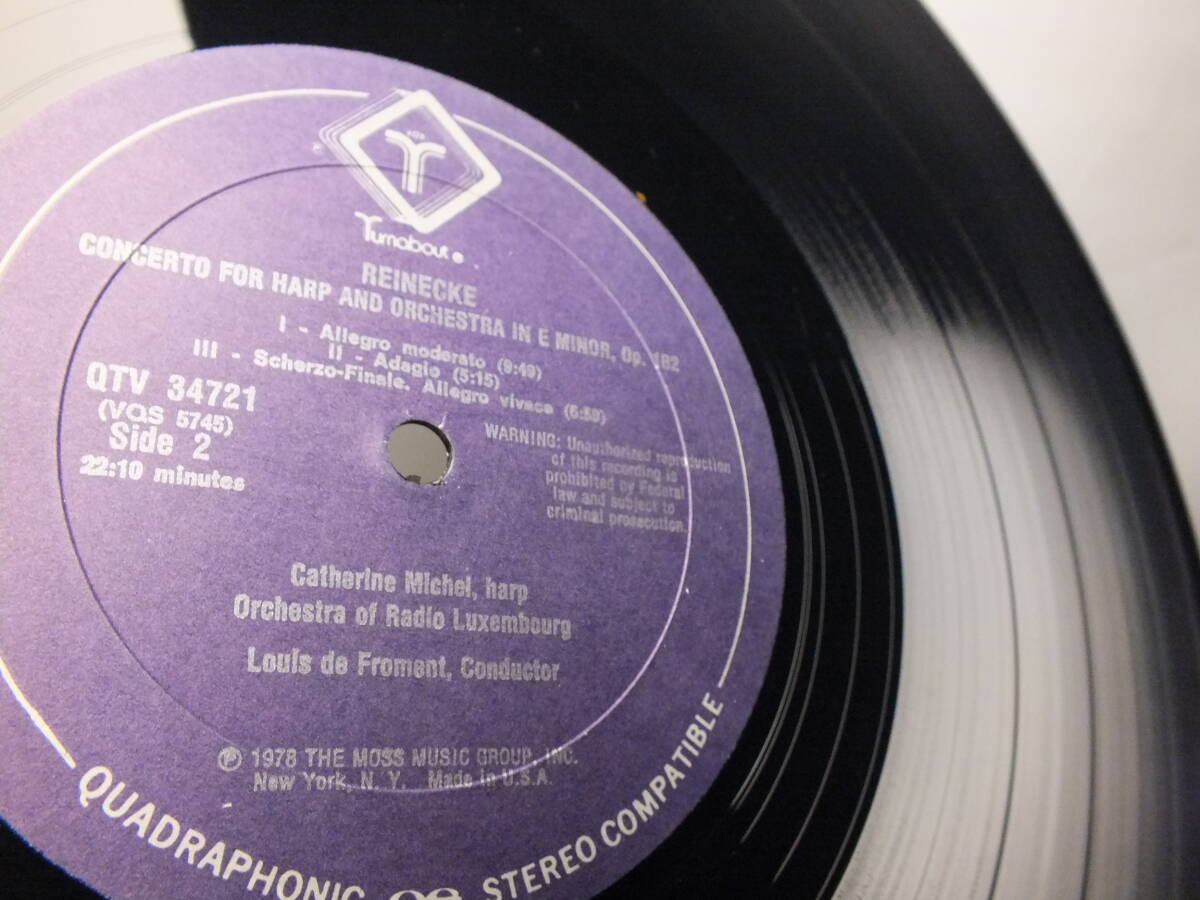 VOX
Turnabout ®
REINECKE
CONCERTO FOR HARP AND ORCHESTRA IN E MINOR, Op. 182
I - Allegro moderato (9:49)
II - Adagio (5:15)
III - Scherzo-Finale. Allegro vivace (6:59)
QTV 34721
(VQS 5745)
Side 2
22:10 minutes
WARNING: Unauthorized reproduction
of this recording is
prohibited by Federal
law and subject to
criminal prosecution.
Catherine Michel, harp
Orchestra of Radio Luxembourg
Louis de Froment, Conductor
℗ 1978 THE MOSS MUSIC GROUP, INC.
New York, N. Y. Made in U.S.A.
QUADRAPHONIC STEREO COMPATIBLE